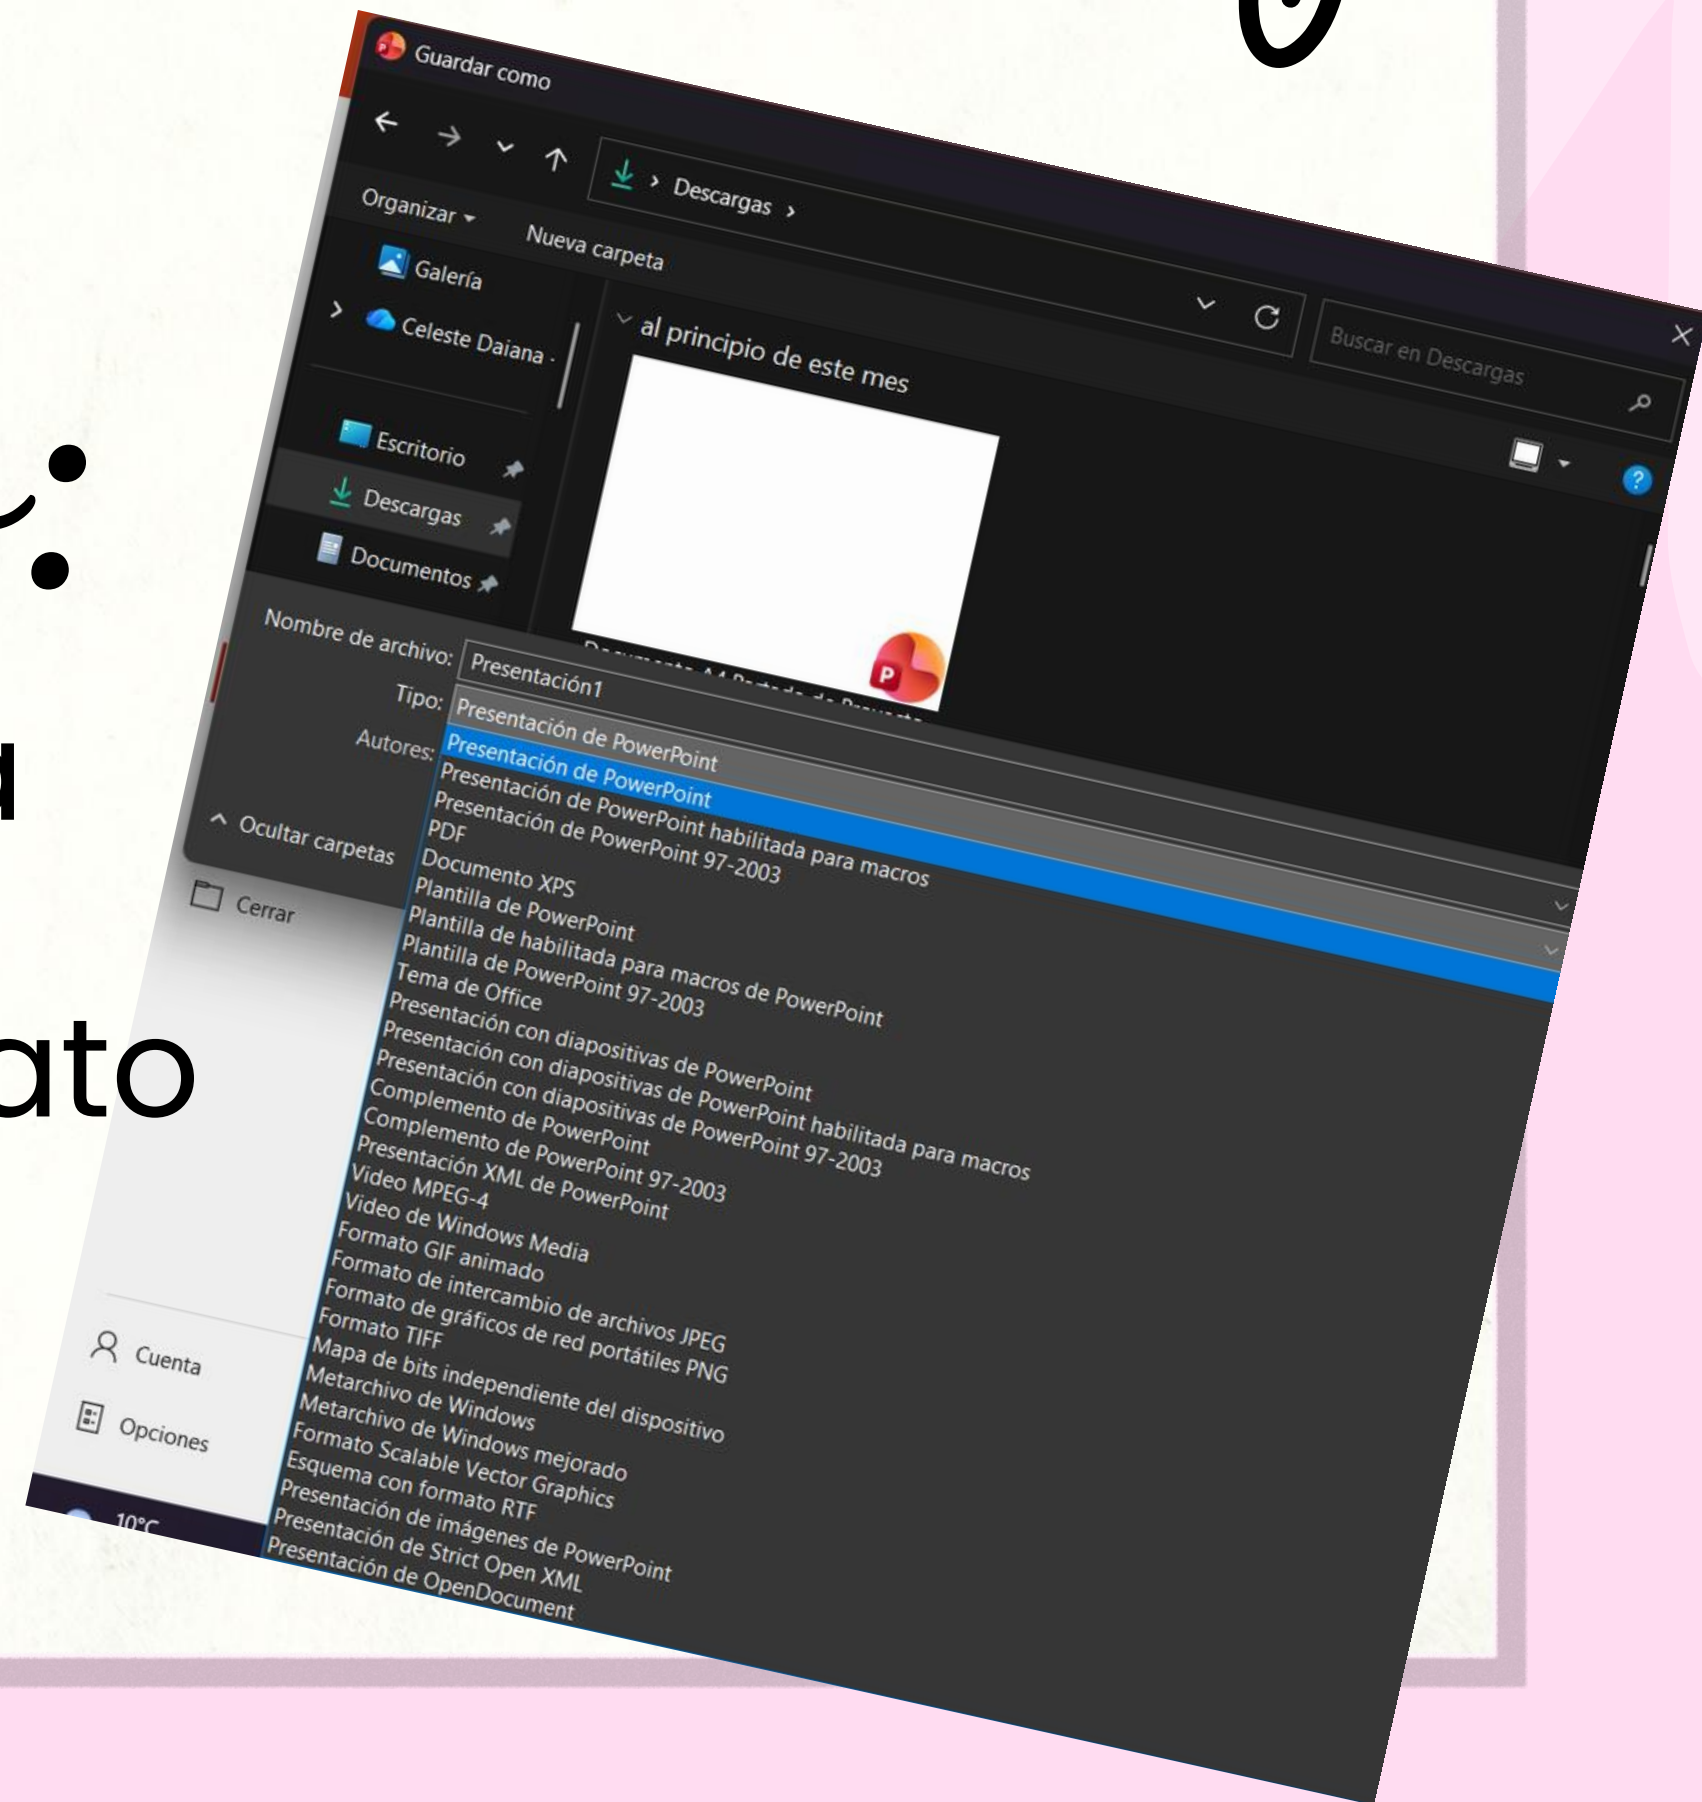 Guardar como
Descargas
Buscar en Descargas
Organizar
Nueva carpeta
Galería
Celeste Daiana
Escritorio
Descargas
Documentos
al principio de este mes
P
Nombre de archivo: Presentación1
Tipo: Presentación de PowerPoint
Autores:
Presentación de PowerPoint
Presentación de PowerPoint habilitada para macros
Presentación de PowerPoint 97-2003
PDF
Documento XPS
Plantilla de PowerPoint
Plantilla de habilitada para macros de PowerPoint
Plantilla de PowerPoint 97-2003
Tema de Office
Presentación con diapositivas de PowerPoint
Presentación con diapositivas de PowerPoint habilitada para macros
Presentación con diapositivas de PowerPoint 97-2003
Complemento de PowerPoint
Complemento de PowerPoint 97-2003
Presentación XML de PowerPoint
Video MPEG-4
Video de Windows Media
Formato GIF animado
Formato de intercambio de archivos JPEG
Formato de gráficos de red portátiles PNG
Formato TIFF
Mapa de bits independiente del dispositivo
Metarchivo de Windows
Metarchivo de Windows mejorado
Formato Scalable Vector Graphics
Esquema con formato RTF
Presentación de imágenes de PowerPoint
Presentación de Strict Open XML
Presentación de OpenDocument
Ocultar carpetas
Cerrar
Cuenta
Opciones
10°C
ato